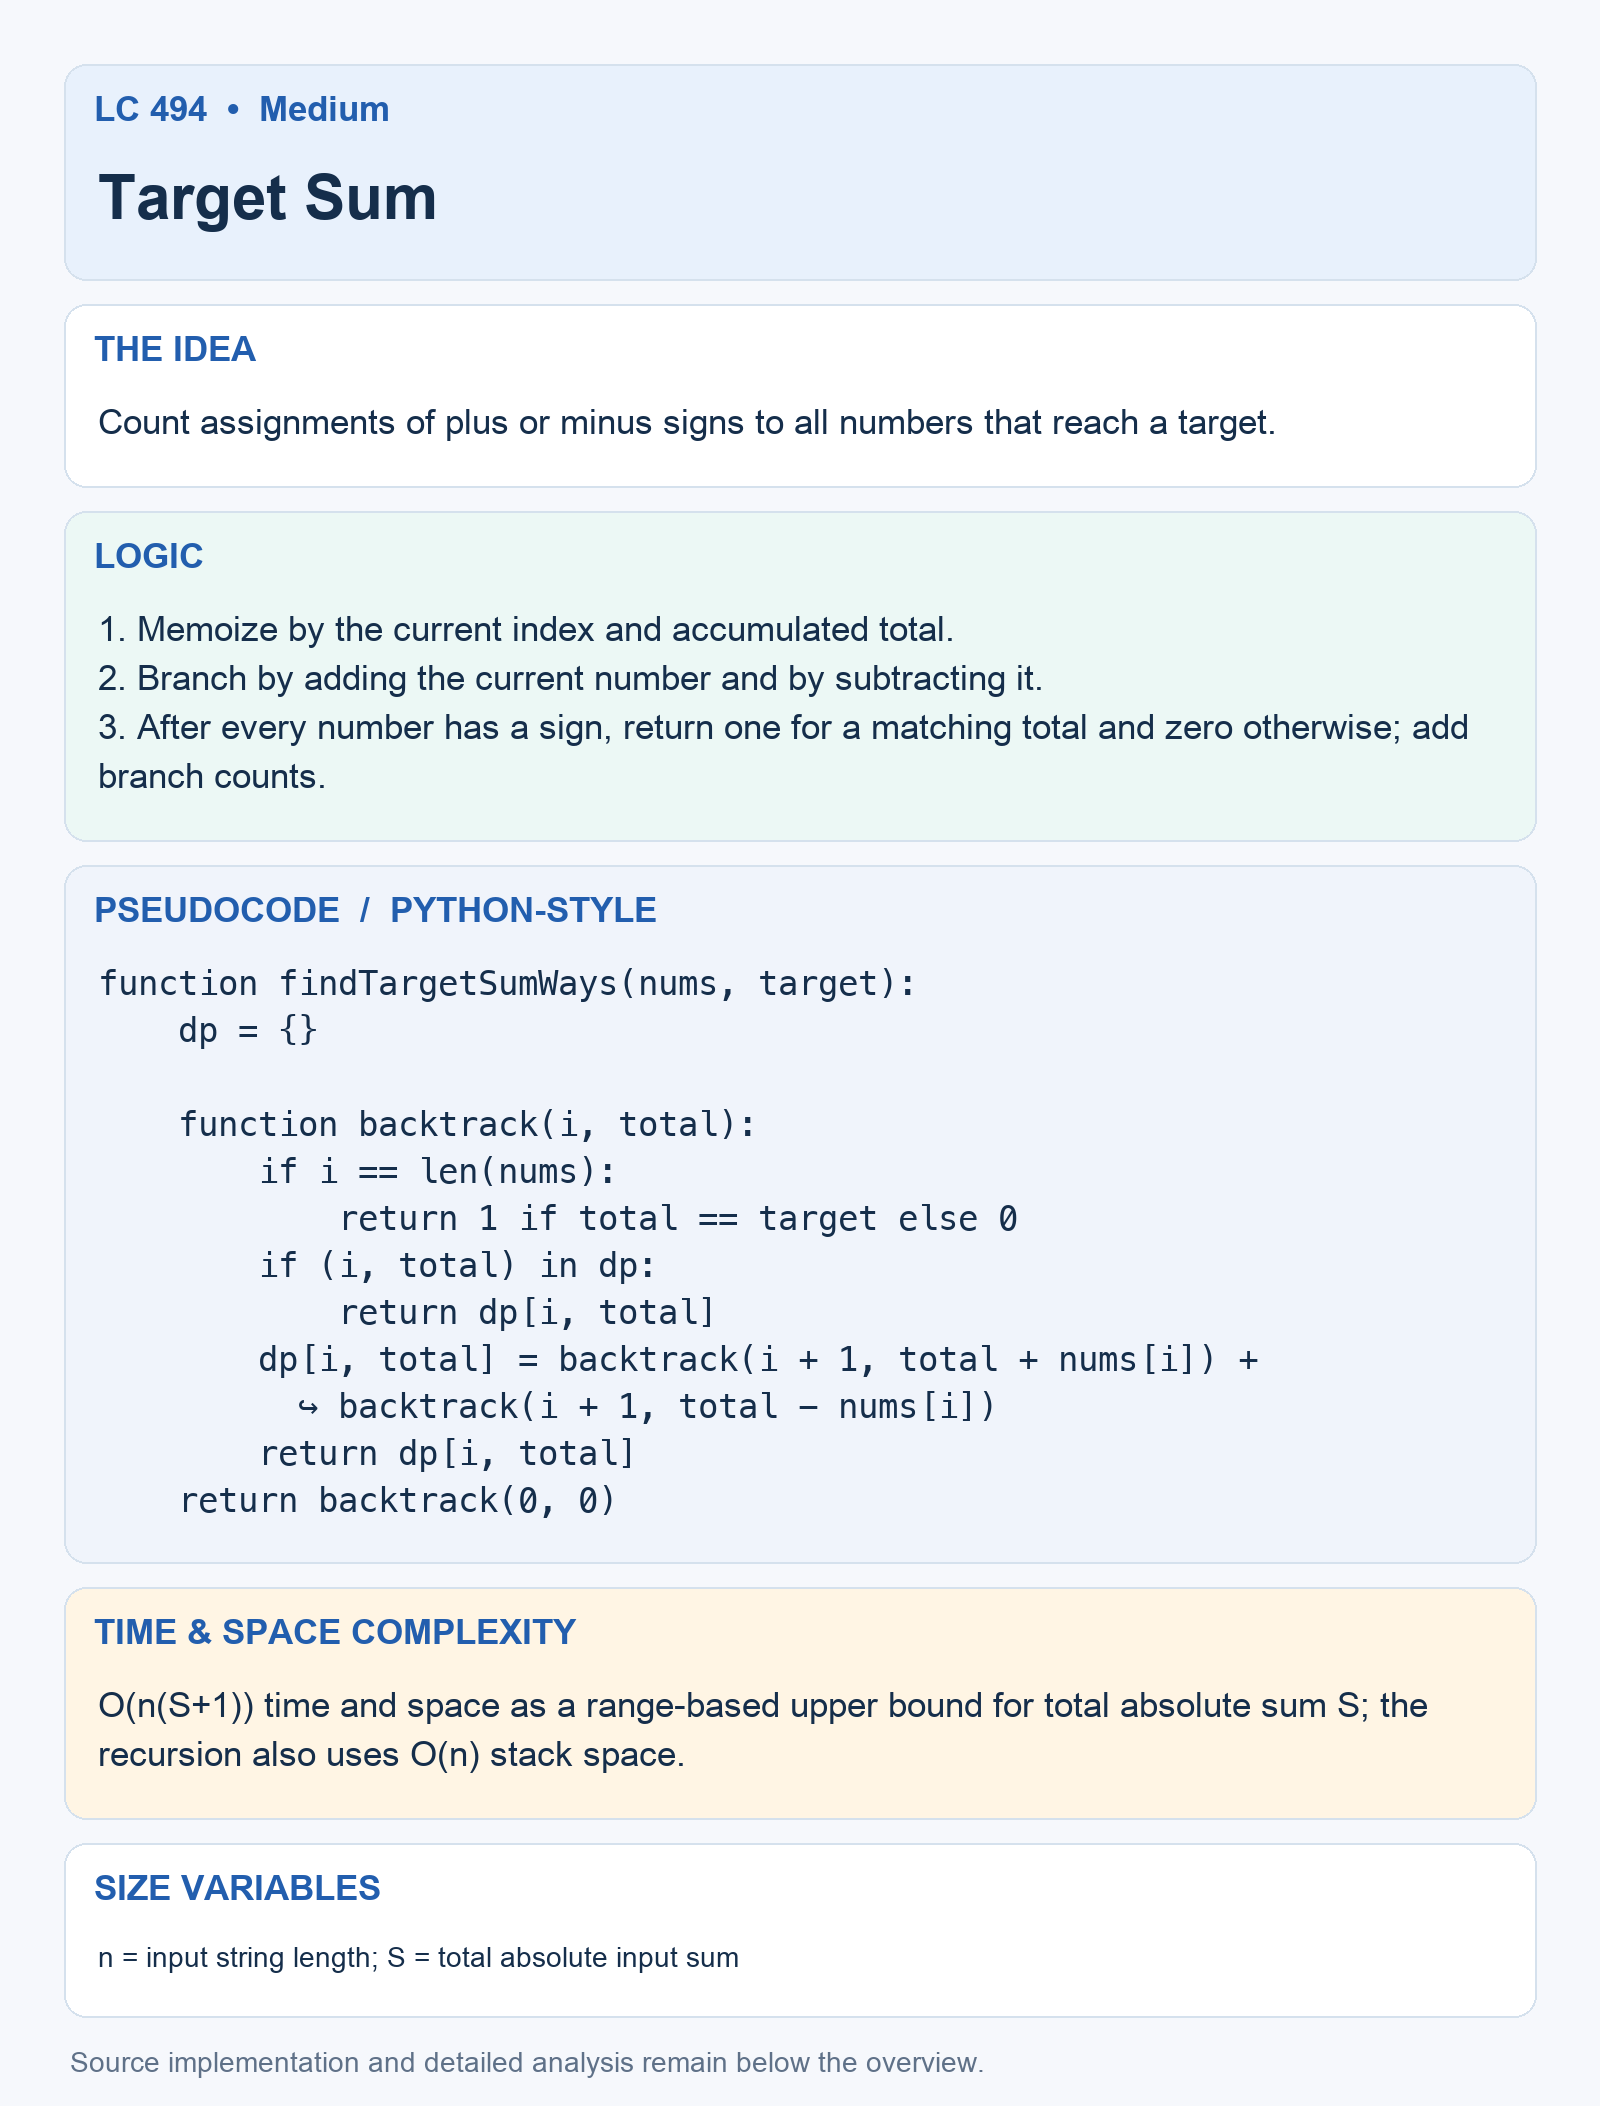 LC 494 • Medium
Target Sum
THE IDEA
Count assignments of plus or minus signs to all numbers that reach a target.
LOGIC
1. Memoize by the current index and accumulated total.
2. Branch by adding the current number and by subtracting it.
3. After every number has a sign, return one for a matching total and zero otherwise; add
branch counts.
PSEUDOCODE / PYTHON-STYLE
function findTargetSumWays(nums, target):
    dp = {}

    function backtrack(i, total):
        if i == len(nums):
            return 1 if total == target else 0
        if (i, total) in dp:
            return dp[i, total]
        dp[i, total] = backtrack(i + 1, total + nums[i]) +
          ↪ backtrack(i + 1, total − nums[i])
        return dp[i, total]
    return backtrack(0, 0)
TIME & SPACE COMPLEXITY
O(n(S+1)) time and space as a range-based upper bound for total absolute sum S; the
recursion also uses O(n) stack space.
SIZE VARIABLES
n = input string length; S = total absolute input sum
Source implementation and detailed analysis remain below the overview.